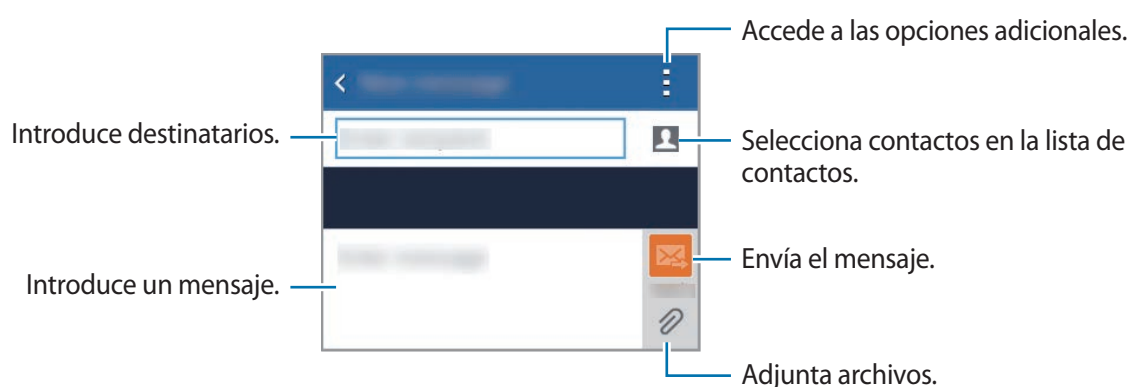 Accede a las opciones adicionales.
Introduce destinatarios.
Selecciona contactos en la lista de
contactos.
Envía el mensaje.
Introduce un mensaje.
Adjunta archivos.